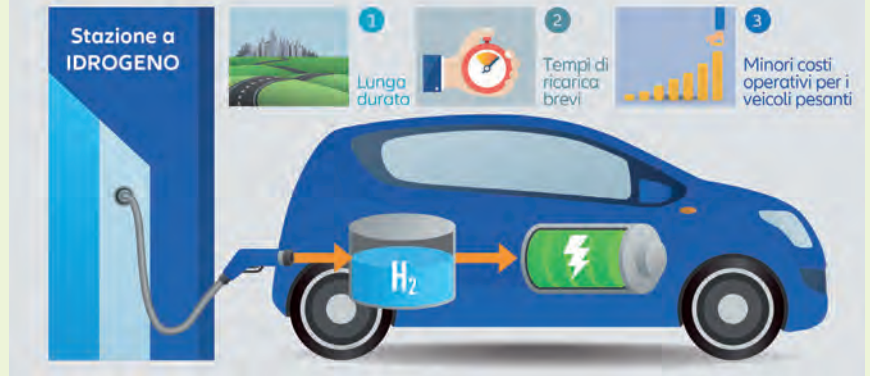 Stazione a
IDROGENO
1
Lunga
durata
2
Tempi di
ricarica
brevi
3
Minori costi
operativi per i
veicoli pesanti
H₂